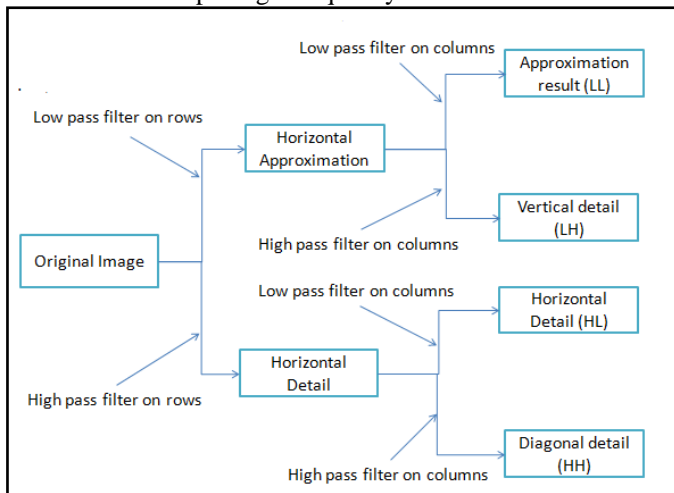 Low pass filter on columns
Approximation
result (LL)
Low pass filter on rows
Horizontal
Approximation
Vertical detail
(LH)
High pass filter on columns
Original Image
Low pass filter on columns
Horizontal
Detail (HL)
Horizontal
Detail
High pass filter on rows
Diagonal detail
(HH)
High pass filter on columns